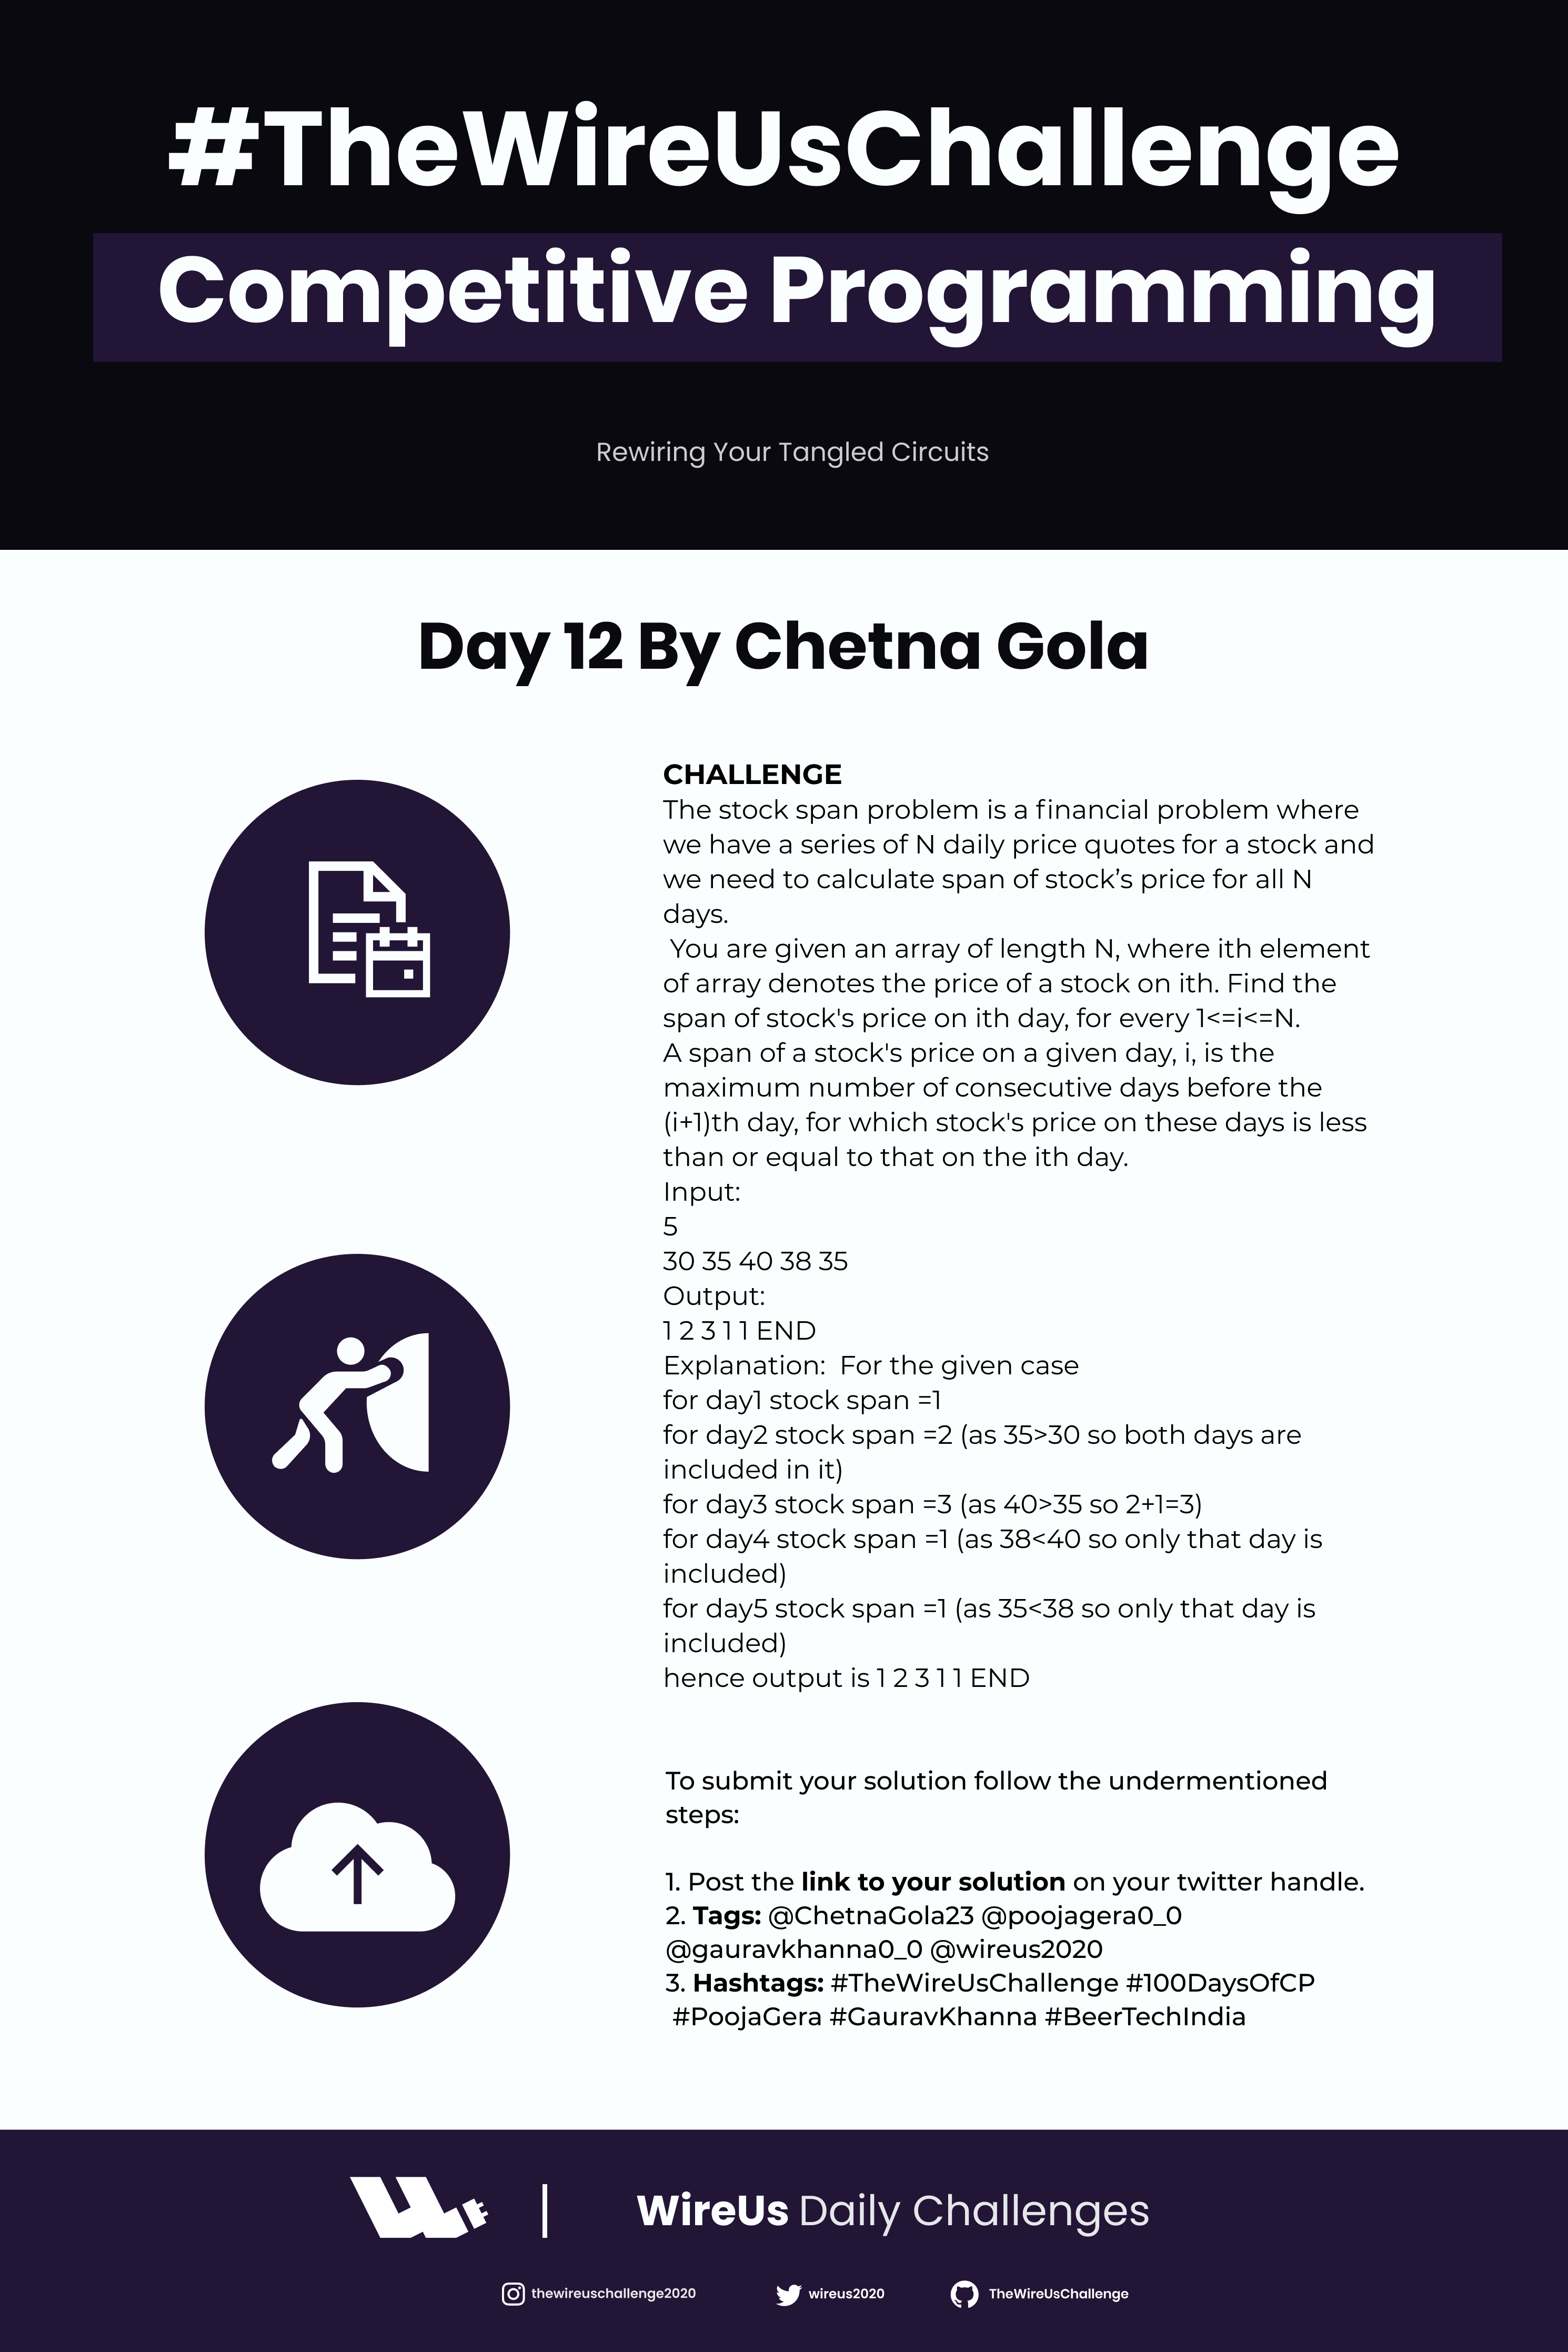 #TheWireUsChallenge
Competitive Programming
Rewiring Your Tangled Circuits
Day 12 By Chetna Gola
CHALLENGE
The stock span problem is a financial problem where
we have a series of N daily price quotes for a stock and
we need to calculate span of stock’s price for all N
days.
You are given an array of length N, where ith element
of array denotes the price of a stock on ith. Find the
span of stock's price on ith day, for every 1<=i<=N.
A span of a stock's price on a given day, i, is the
maximum number of consecutive days before the
(i+1)th day, for which stock's price on these days is less
than or equal to that on the ith day.
Input:
5
30 35 40 38 35
Output:
1 2 3 1 1 END
Explanation:  For the given case
for day1 stock span =1
for day2 stock span =2 (as 35>30 so both days are
included in it)
for day3 stock span =3 (as 40>35 so 2+1=3)
for day4 stock span =1 (as 38<40 so only that day is
included)
for day5 stock span =1 (as 35<38 so only that day is
included)
hence output is 1 2 3 1 1 END
To submit your solution follow the undermentioned
steps:
1. Post the link to your solution on your twitter handle.
2. Tags: @ChetnaGola23 @poojagera0_0
@gauravkhanna0_0 @wireus2020
3. Hashtags: #TheWireUsChallenge #100DaysOfCP
#PoojaGera #GauravKhanna #BeerTechIndia
WireUs Daily Challenges
thewireuschallenge2020 wireus2020 TheWireUsChallenge